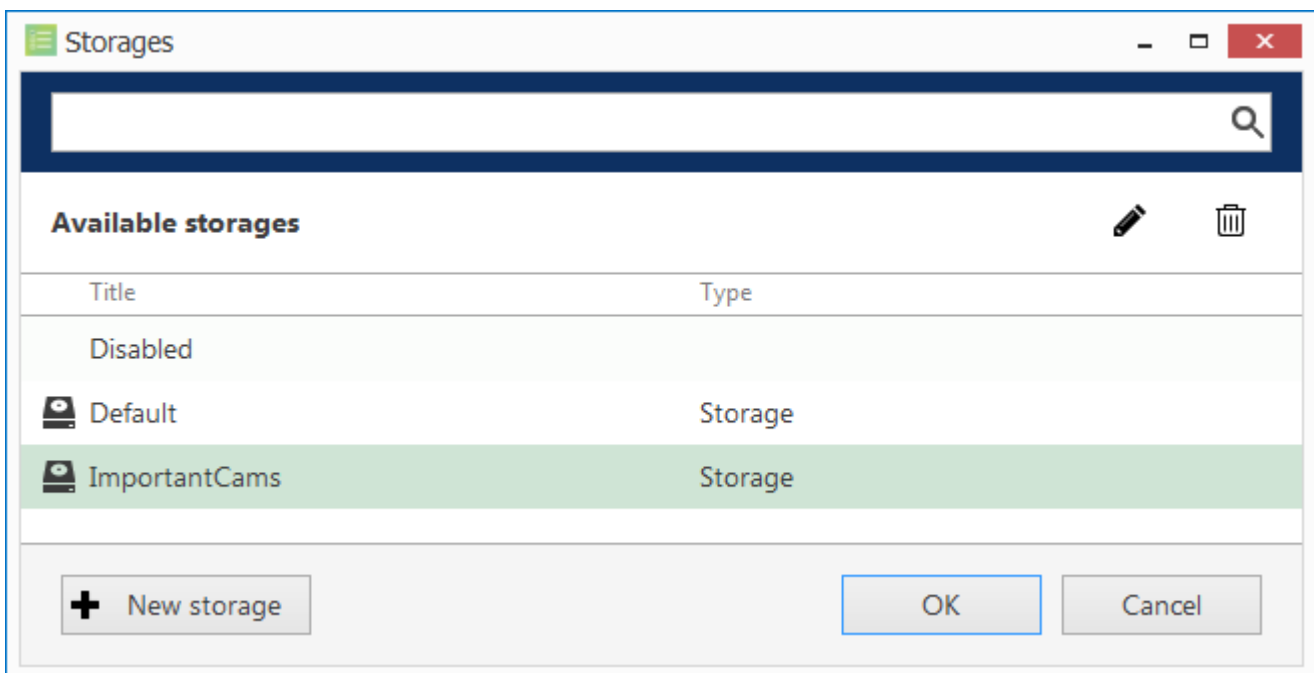 Storages
Available storages
Title Type
Disabled
Default Storage
ImportantCams Storage
New storage OK Cancel